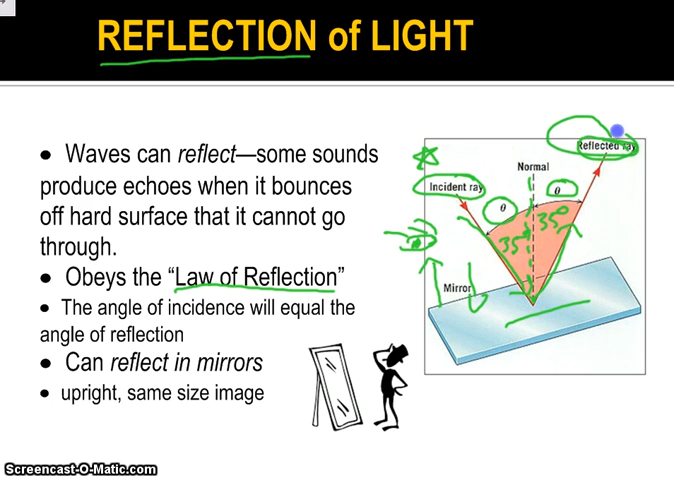 REFLECTION of LIGHT
• Waves can reflect—some sounds
produce echoes when it bounces
off hard surface that it cannot go
through.
• Obeys the “Law of Reflection”
• The angle of incidence will equal the
angle of reflection
• Can reflect in mirrors
• upright, same size image
Reflected ray
Normal
Incident ray
θ
θ
35°
35°
Mirror
Screencast-O-Matic.com